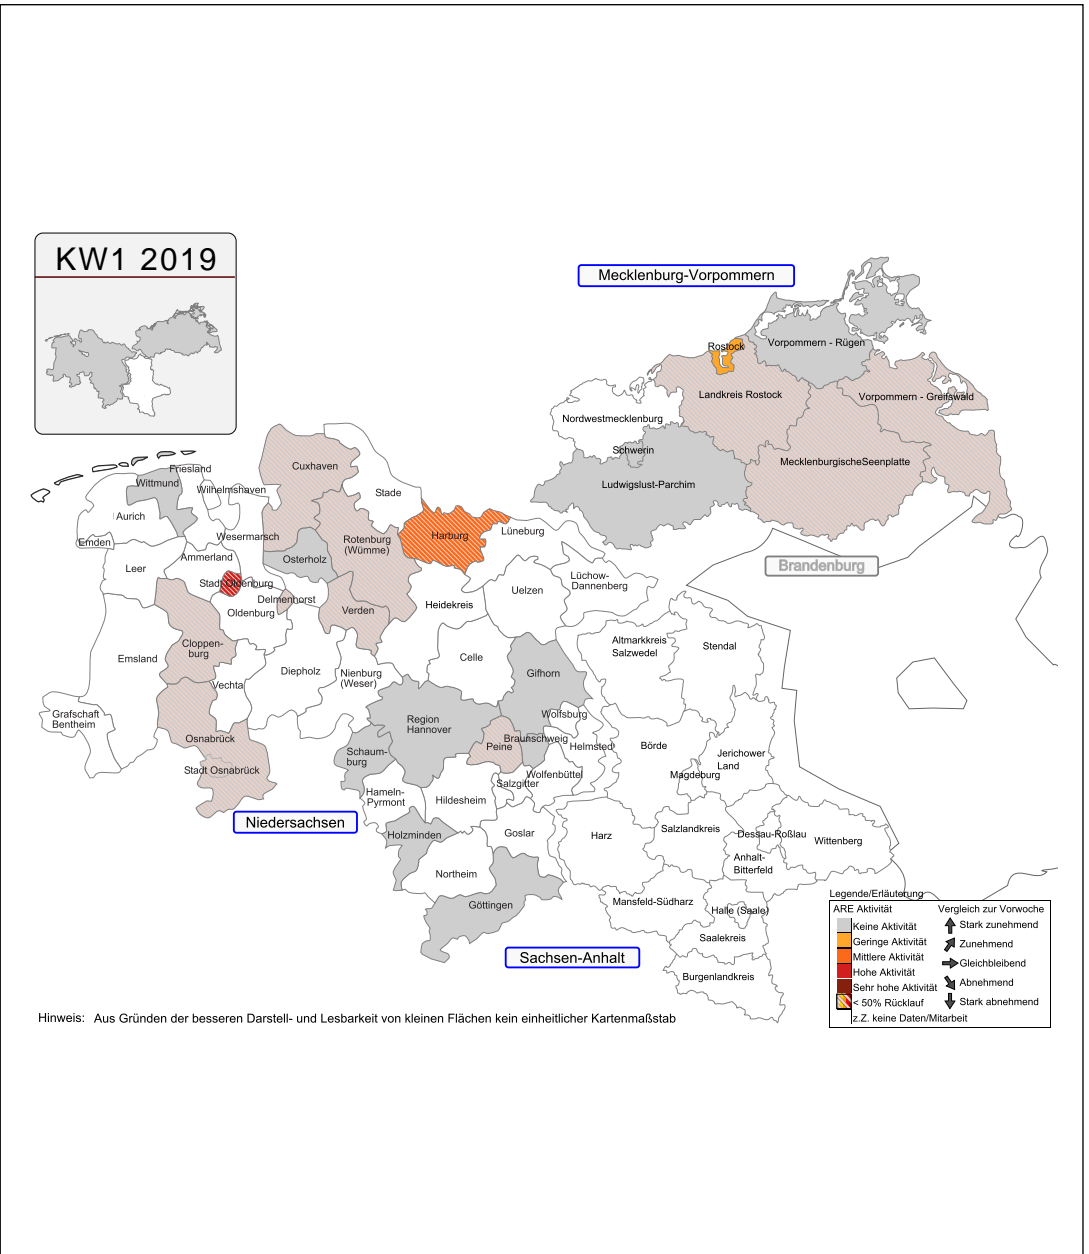 KW1 2019
Mecklenburg-Vorpommern
Rostock
Vorpommern - Rügen
Landkreis Rostock
Vorpommern - Greifswald
Nordwestmecklenburg
Schwerin
MecklenburgischeSeenplatte
Ludwigslust-Parchim
Brandenburg
Cuxhaven
Friesland
Wittmund
Wilhelmshaven
Stade
Aurich
Emden
Wesermarsch
Rotenburg
(Wümme)
Harburg
Lüneburg
Ammerland
Osterholz
Leer
Stadt Oldenburg
Delmenhorst
Oldenburg
Verden
Heidekreis
Uelzen
Lüchow-
Dannenberg
Emsland
Cloppen-
burg
Vechta
Diepholz
Nienburg
(Weser)
Celle
Gifhorn
Altmarkkreis
Salzwedel
Stendal
Grafschaft
Bentheim
Osnabrück
Stadt Osnabrück
Region
Hannover
Schaum-
burg
Peine
Braunschweig
Wolfsburg
Helmsted
Börde
Jerichower
Land
Magdeburg
Wolfenbüttel
Salzgitter
Hameln-
Pyrmont
Hildesheim
Niedersachsen
Holzminden
Goslar
Harz
Salzlandkreis
Dessau-Roßlau
Wittenberg
Anhalt-
Bitterfeld
Northeim
Göttingen
Mansfeld-Südharz
Halle (Saale)
Saalekreis
Burgenlandkreis
Sachsen-Anhalt
Legende/Erläuterung
ARE Aktivität
Vergleich zur Vorwoche
Keine Aktivität
Stark zunehmend
Geringe Aktivität
Zunehmend
Mittlere Aktivität
Gleichbleibend
Hohe Aktivität
Abnehmend
Sehr hohe Aktivität
< 50% Rücklauf
Stark abnehmend
z.Z. keine Daten/Mitarbeit
Hinweis: Aus Gründen der besseren Darstell- und Lesbarkeit von kleinen Flächen kein einheitlicher Kartenmaßstab